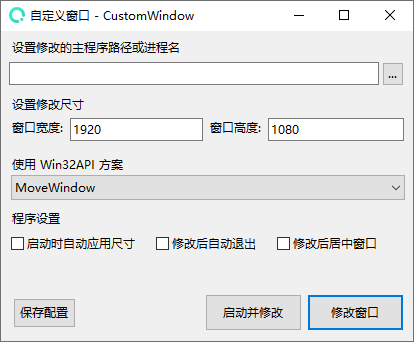 自定义窗口 - CustomWindow
设置修改的主程序路径或进程名
...
设置修改尺寸
窗口宽度: 1920 窗口高度: 1080
使用 Win32API 方案
MoveWindow
程序设置
启动时自动应用尺寸 修改后自动退出 修改后居中窗口
保存配置 启动并修改 修改窗口